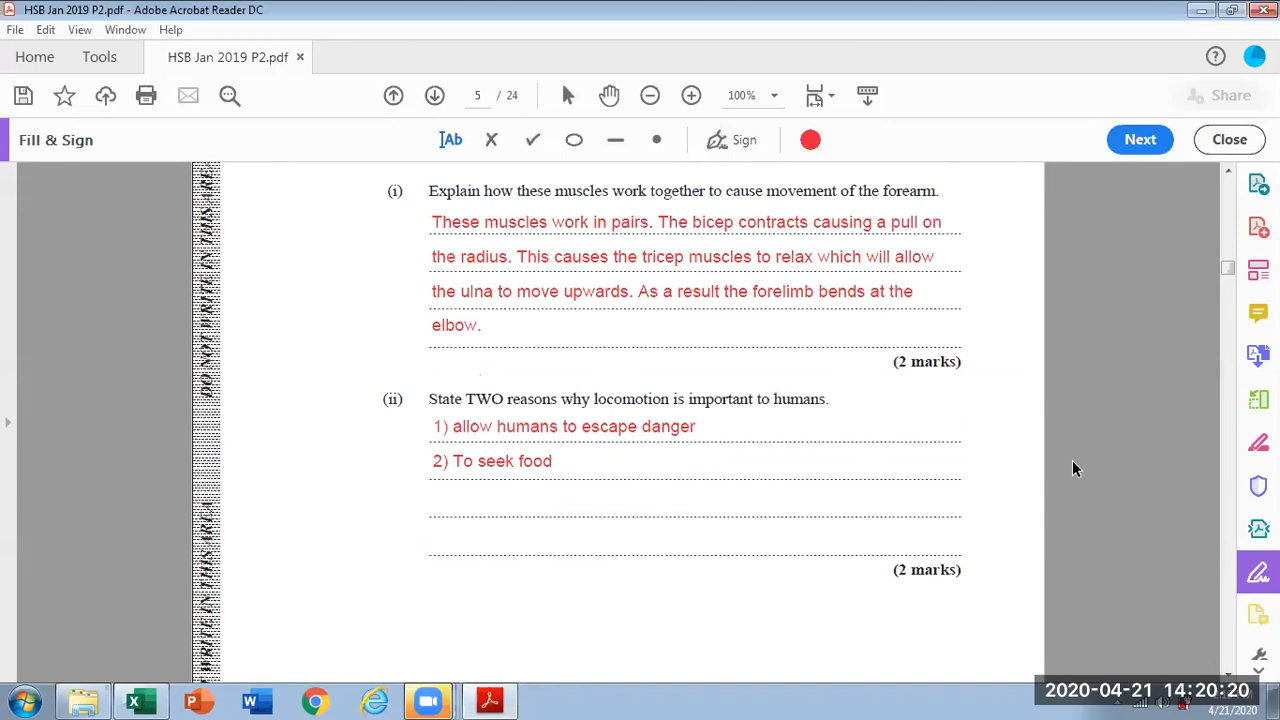 HSB Jan 2019 P2.pdf - Adobe Acrobat Reader DC
File Edit View Window Help
Home Tools HSB Jan 2019 P2.pdf ×
5 / 24 100% Share
Fill & Sign Ab Sign Next Close
(i) Explain how these muscles work together to cause movement of the forearm.
These muscles work in pairs. The bicep contracts causing a pull on
the radius. This causes the tricep muscles to relax which will allow
the ulna to move upwards. As a result the forelimb bends at the
elbow.
(2 marks)
(ii) State TWO reasons why locomotion is important to humans.
1) allow humans to escape danger
2) To seek food
(2 marks)
2020-04-21 14:20:20
4/21/2020